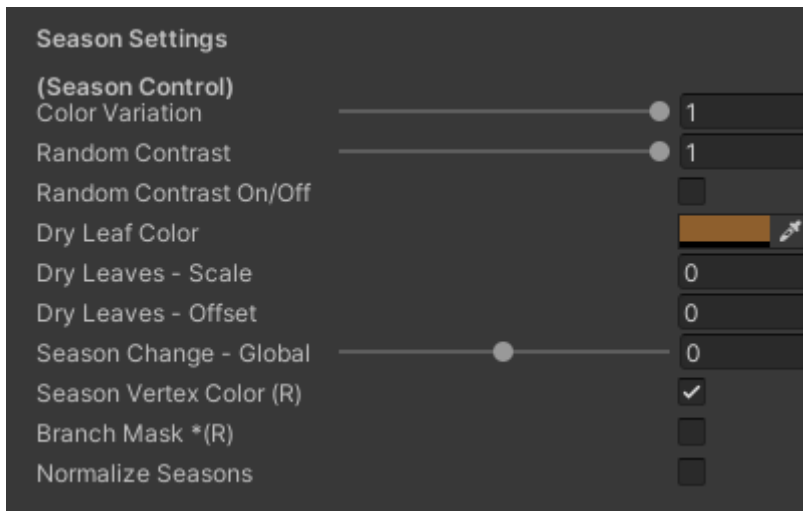 Season Settings
(Season Control)
Color Variation 1
Random Contrast 1
Random Contrast On/Off
Dry Leaf Color
Dry Leaves - Scale 0
Dry Leaves - Offset 0
Season Change - Global 0
Season Vertex Color (R)
Branch Mask *(R)
Normalize Seasons